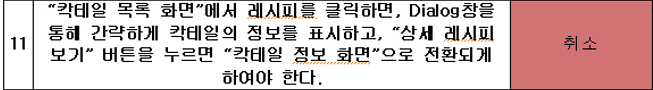 "칵테일 목록 화면"에서 레시피를 클릭하면, Dialog창을
통해 간략하게 칵테일의 정보를 표시하고, "상세 레시피
11
취소
보기" 버튼을 누르면 "칵테일 정보 화면"으로 전환되게
하여야 한다.